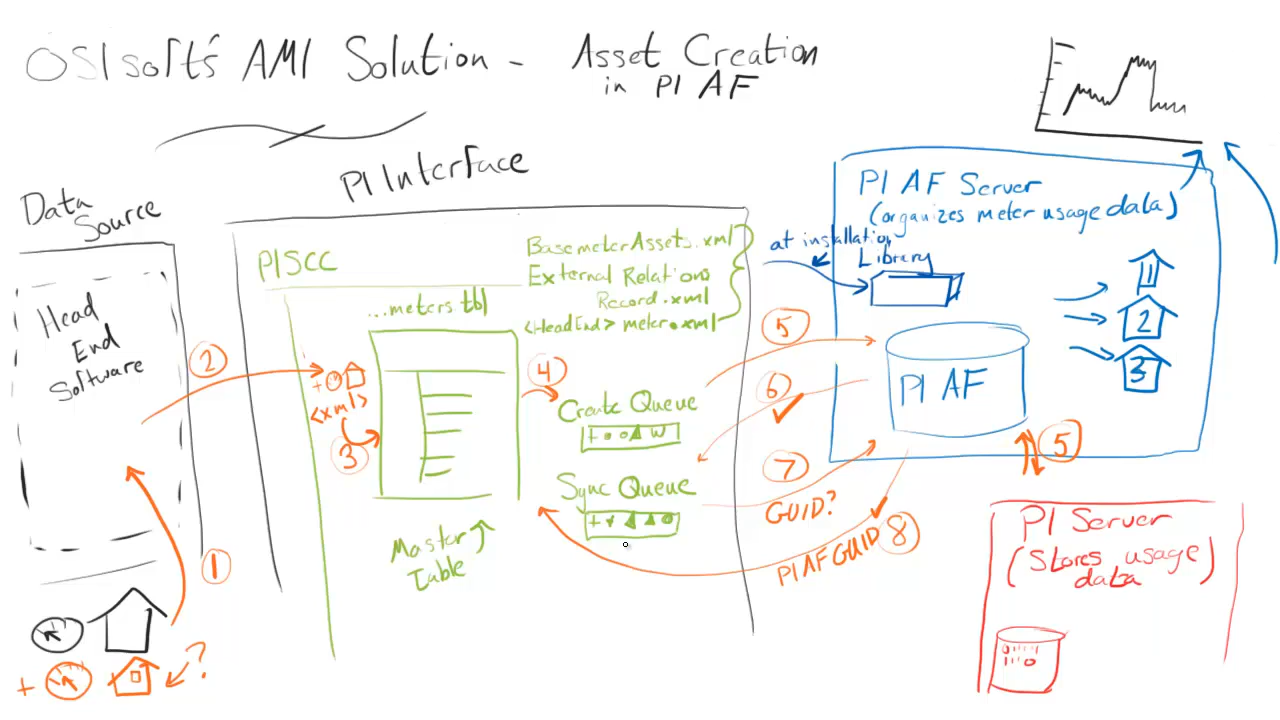 OSIsoft's AMI Solution - Asset Creation
in PI AF
Data
Source
Head
End
Software
1
2
+
?
PI Interface
PISCC
...meters.tbl
+
<xml>
3
Master
Table
4
BasemeterAssets.xml
External Relations
Record.xml
<HeadEnd> meter.xml
Create Queue
Sync Queue
5
6
7
GUID?
PI AF GUID 8
PI AF Server
(organizes meter usage data)
at installation
Library
PI AF
1
2
3
5
PI Server
(Stores usage
data)